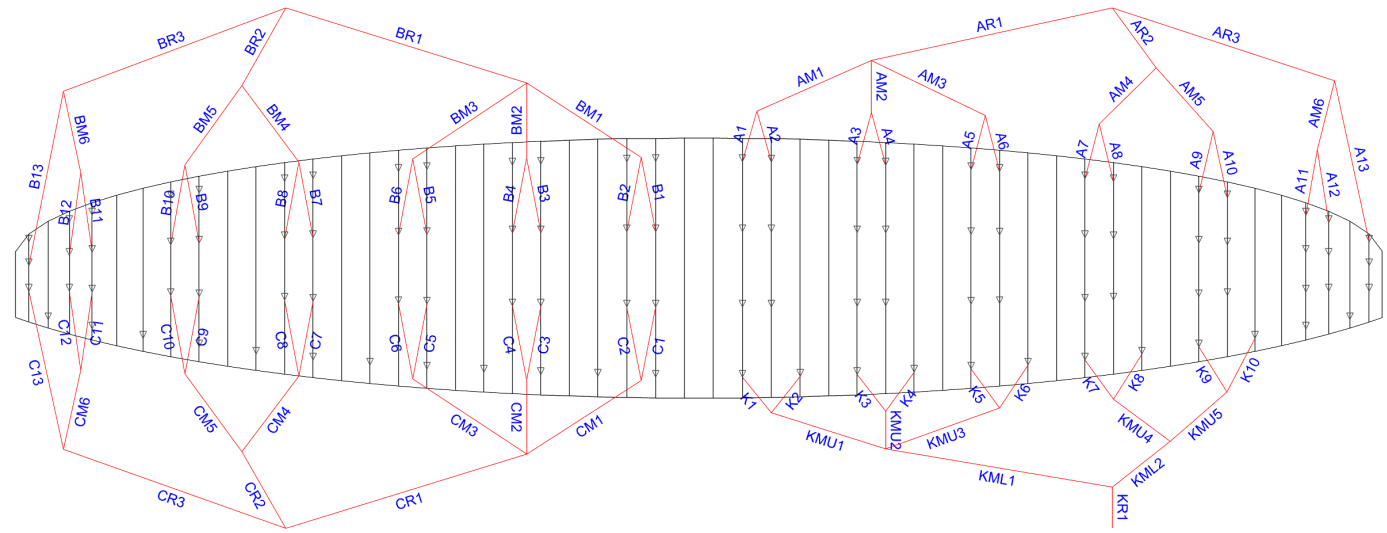 BR3
BR2
BR1
AR1
AR2
AR3
BM6
BM5
BM4
BM3
BM2
BM1
AM1
AM2
AM3
AM4
AM5
AM6
B13
B12
B11
B10
B9
B8
B7
B6
B5
B4
B3
B2
B1
A1
A2
A3
A4
A5
A6
A7
A8
A9
A10
A11
A12
A13
C13
C12
C11
C10
C9
C8
C7
C6
C5
C4
C3
C2
C1
K1
K2
K3
K4
K5
K6
K7
K8
K9
K10
CM6
CM5
CM4
CM3
CM2
CM1
KMU1
KMU2
KMU3
KMU4
KMU5
CR3
CR2
CR1
KML1
KML2
KR1